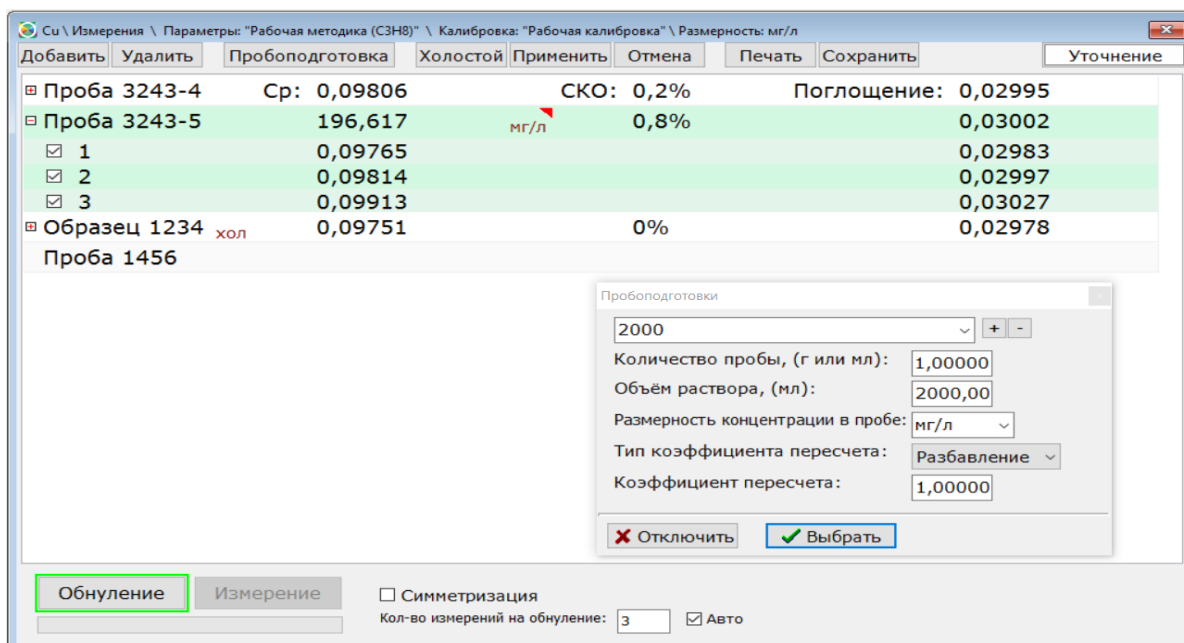 Cu \ Измерения \ Параметры: "Рабочая методика (C3H8)" \ Калибровка: "Рабочая калибровка" \ Размерность: мг/л
Добавить Удалить Пробоподготовка Холостой Применить Отмена Печать Сохранить Уточнение
Проба 3243-4 Ср: 0,09806 СКО: 0,2% Поглощение: 0,02995
Проба 3243-5 196,617 мг/л 0,8% 0,03002
1 0,09765 0,02983
2 0,09814 0,02997
3 0,09913 0,03027
Образец 1234 хол 0,09751 0% 0,02978
Проба 1456
Пробоподготовки
2000 + -
Количество пробы, (г или мл): 1,00000
Объём раствора, (мл): 2000,00
Размерность концентрации в пробе: мг/л
Тип коэффициента пересчета: Разбавление
Коэффициент пересчета: 1,00000
Отключить Выбрать
Обнуление Измерение Симметризация
Кол-во измерений на обнуление: 3 Авто